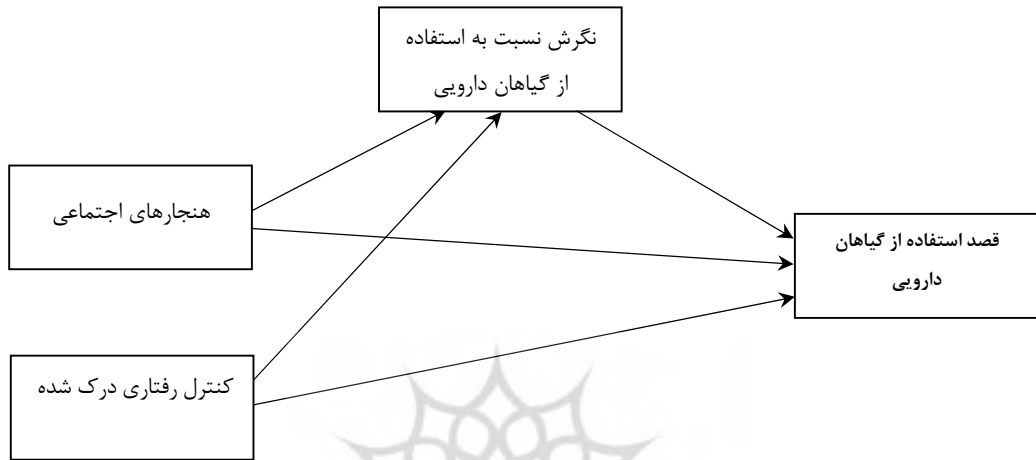 نگرش نسبت به استفاده
از گیاهان دارویی
هنجارهای اجتماعی
قصد استفاده از گیاهان
دارویی
کنترل رفتاری درک شده